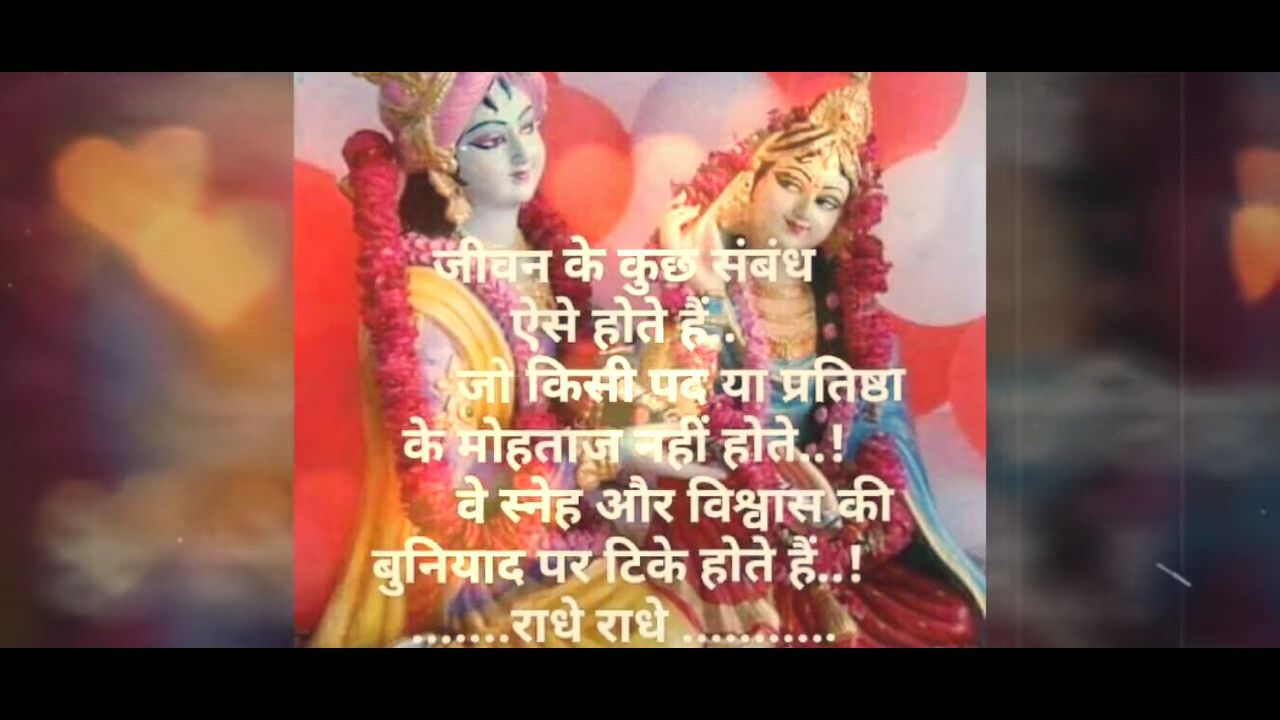 जीवन के कुछ संबंध
ऐसे होते हैं..
जो किसी पद या प्रतिष्ठा
के मोहताज नहीं होते..!
वे स्नेह और विश्वास की
बुनियाद पर टिके होते हैं..!
.......राधे राधे ...........